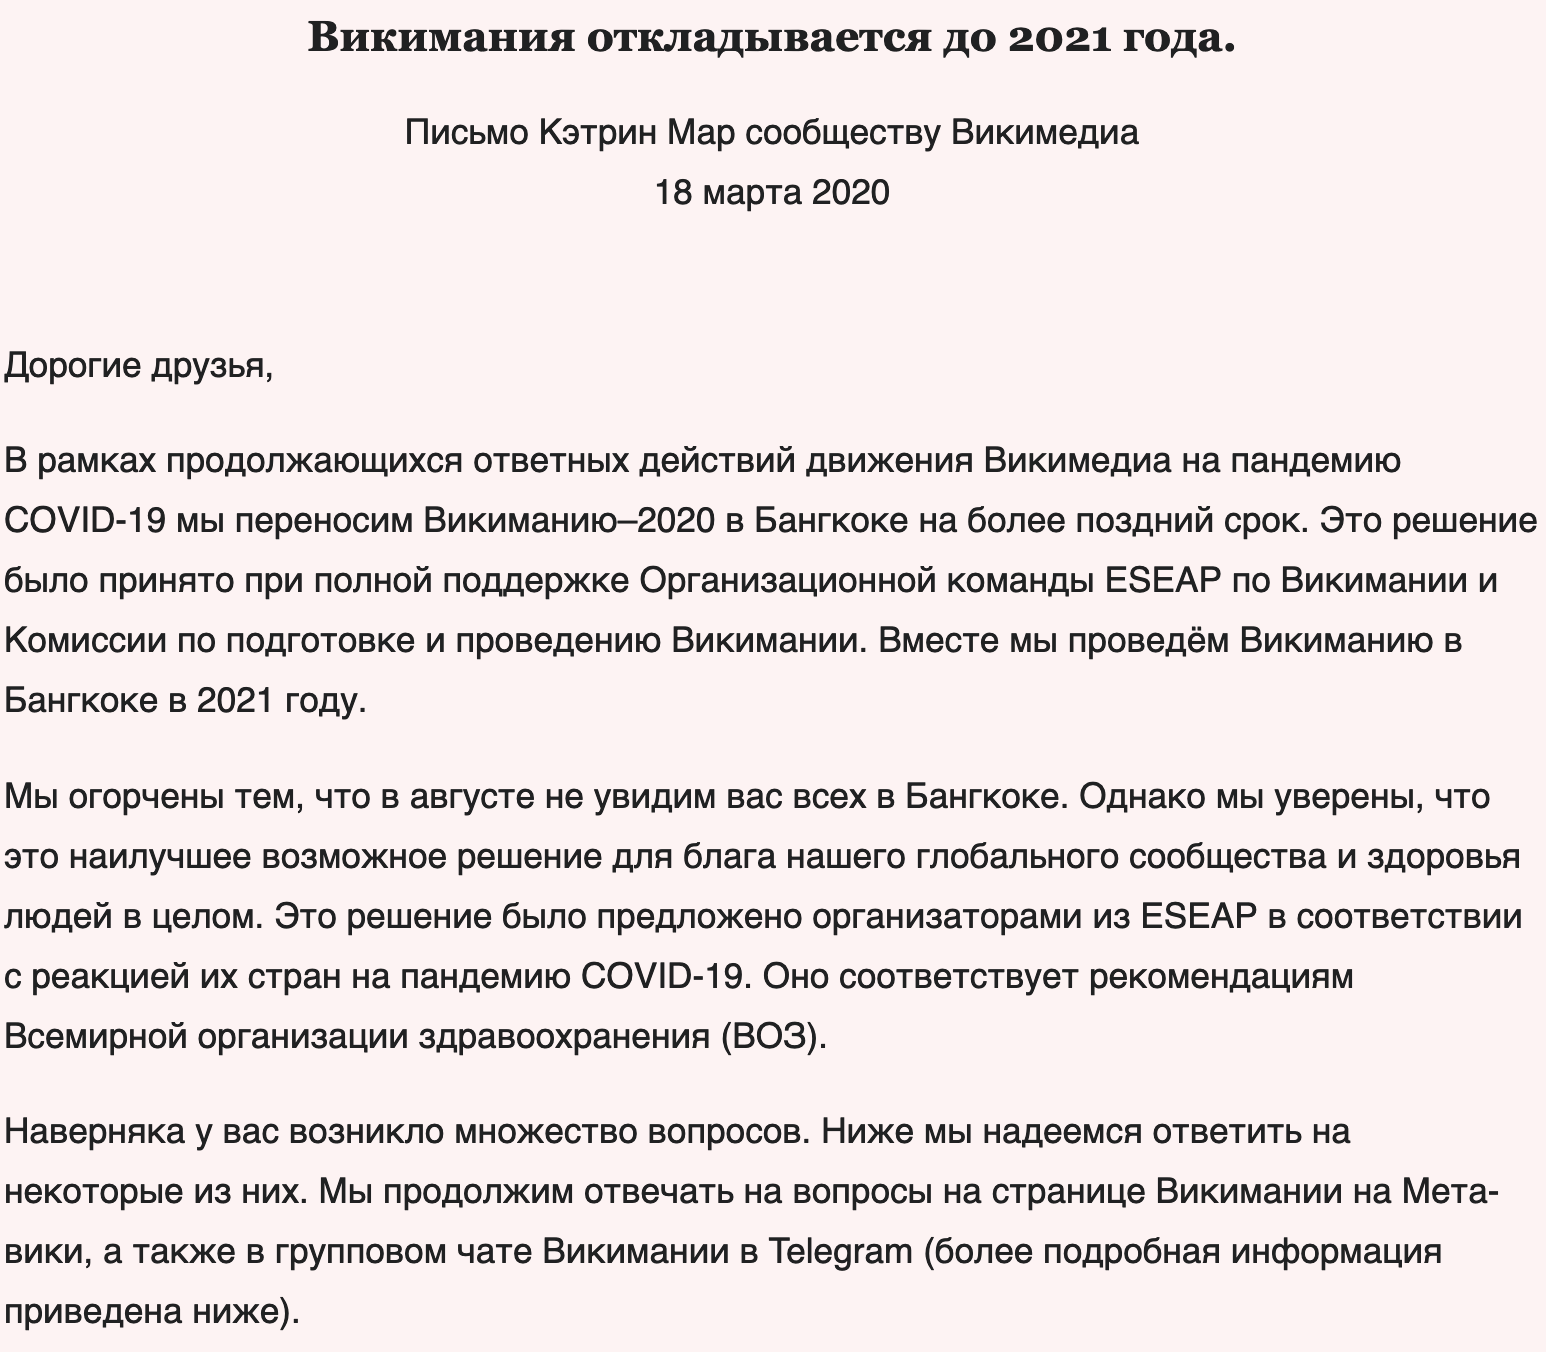 Викимания откладывается до 2021 года.
Письмо Кэтрин Мар сообществу Викимедиа
18 марта 2020
Дорогие друзья,
В рамках продолжающихся ответных действий движения Викимедиа на пандемию
COVID-19 мы переносим Викиманию–2020 в Бангкоке на более поздний срок. Это решение
было принято при полной поддержке Организационной команды ESEAP по Викимании и
Комиссии по подготовке и проведению Викимании. Вместе мы проведём Викиманию в
Бангкоке в 2021 году.
Мы огорчены тем, что в августе не увидим вас всех в Бангкоке. Однако мы уверены, что
это наилучшее возможное решение для блага нашего глобального сообщества и здоровья
людей в целом. Это решение было предложено организаторами из ESEAP в соответствии
с реакцией их стран на пандемию COVID-19. Оно соответствует рекомендациям
Всемирной организации здравоохранения (ВОЗ).
Наверняка у вас возникло множество вопросов. Ниже мы надеемся ответить на
некоторые из них. Мы продолжим отвечать на вопросы на странице Викимании на Мета-
вики, а также в групповом чате Викимании в Telegram (более подробная информация
приведена ниже).